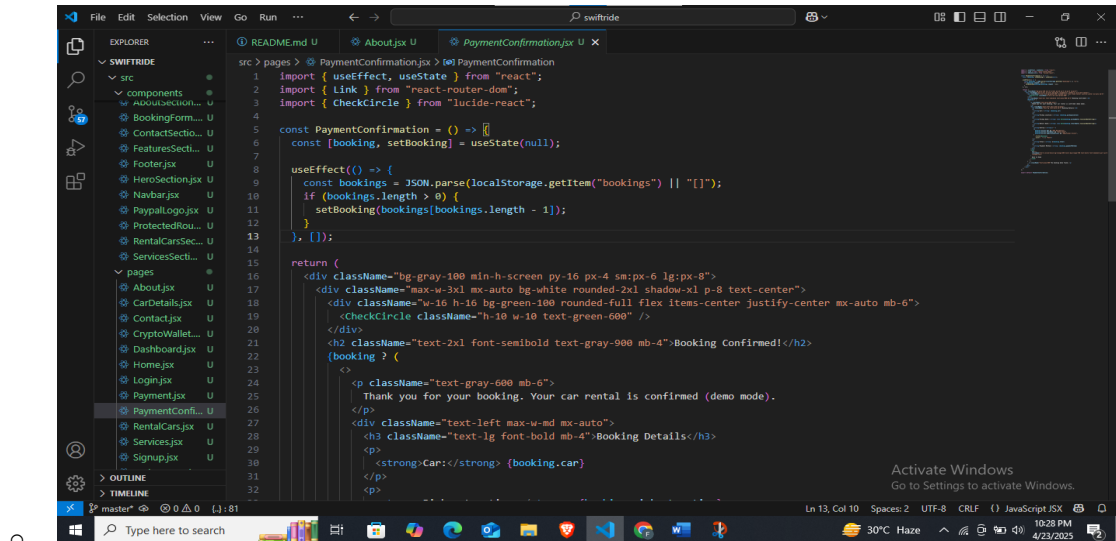 File Edit Selection View Go Run ··· swiftride
EXPLORER ···
SWIFTRIDE
src
components
AboutSection... U
BookingForm.... U
ContactSectio... U
FeaturesSecti... U
Footer.jsx U
HeroSection.jsx U
Navbar.jsx U
PaypalLogo.jsx U
ProtectedRou... U
RentalCarsSec... U
ServicesSecti... U
pages
About.jsx U
CarDetails.jsx U
Contact.jsx U
CryptoWallet.... U
Dashboard.jsx U
Home.jsx U
Login.jsx U
Payment.jsx U
PaymentConfi... U
RentalCars.jsx U
Services.jsx U
Signup.jsx U
OUTLINE
TIMELINE
57
README.md U About.jsx U PaymentConfirmation.jsx U
src > pages > PaymentConfirmation.jsx > PaymentConfirmation
1 import { useEffect, useState } from "react";
2 import { Link } from "react-router-dom";
3 import { CheckCircle } from "lucide-react";
4
5 const PaymentConfirmation = () => {
6 const [booking, setBooking] = useState(null);
7
8 useEffect(() => {
9 const bookings = JSON.parse(localStorage.getItem("bookings") || "[]");
10 if (bookings.length > 0) {
11 setBooking(bookings[bookings.length - 1]);
12 }
13 }, []);
14
15 return (
16 <div className="bg-gray-100 min-h-screen py-16 px-4 sm:px-6 lg:px-8">
17 <div className="max-w-3xl mx-auto bg-white rounded-2xl shadow-xl p-8 text-center">
18 <div className="w-16 h-16 bg-green-100 rounded-full flex items-center justify-center mx-auto mb-6">
19 <CheckCircle className="h-10 w-10 text-green-600" />
20 </div>
21 <h2 className="text-2xl font-semibold text-gray-900 mb-4">Booking Confirmed!</h2>
22 {booking ? (
23 <>
24 <p className="text-gray-600 mb-6">
25 Thank you for your booking. Your car rental is confirmed (demo mode).
26 </p>
27 <div className="text-left max-w-md mx-auto">
28 <h3 className="text-lg font-bold mb-4">Booking Details</h3>
29 <p>
30 <strong>Car:</strong> {booking.car}
31 </p>
32 <p>
Activate Windows
Go to Settings to activate Windows.
master* 0 0 {..}: 81 Ln 13, Col 10 Spaces: 2 UTF-8 CRLF {} JavaScript JSX
Type here to search 30°C Haze 10:28 PM
4/23/2025